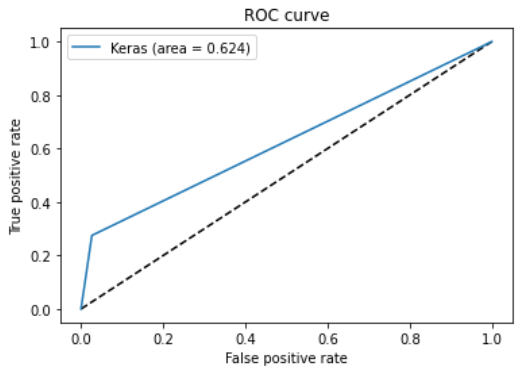 ROC curve
Keras (area = 0.624)
True positive rate
1.0
0.8
0.6
0.4
0.2
0.0
0.0 0.2 0.4 0.6 0.8 1.0
False positive rate